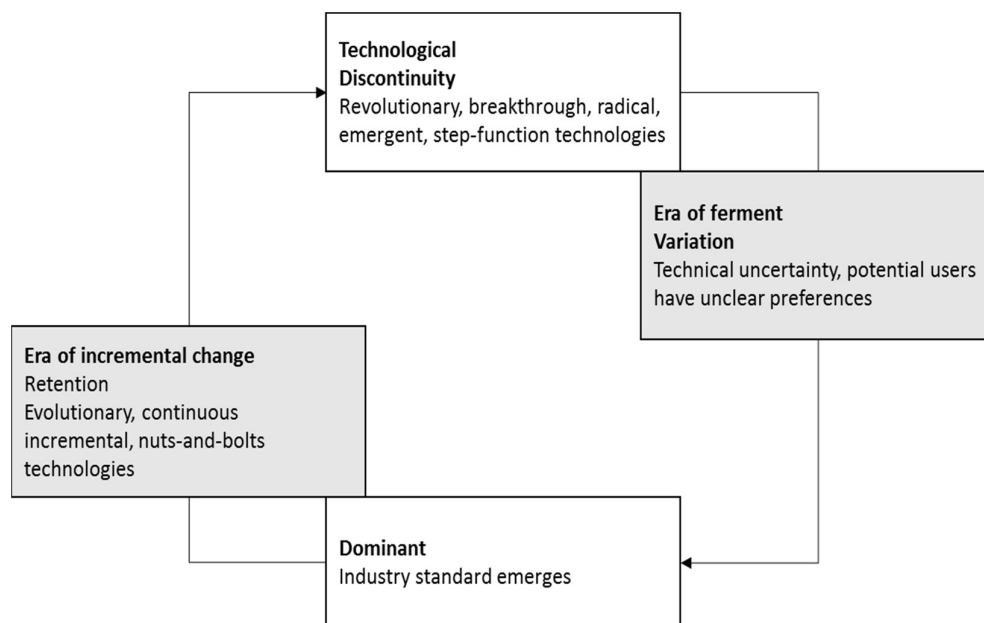 Technological
Discontinuity
Revolutionary, breakthrough, radical,
emergent, step-function technologies
Era of ferment
Variation
Technical uncertainty, potential users
have unclear preferences
Era of incremental change
Retention
Evolutionary, continuous
incremental, nuts-and-bolts
technologies
Dominant
Industry standard emerges